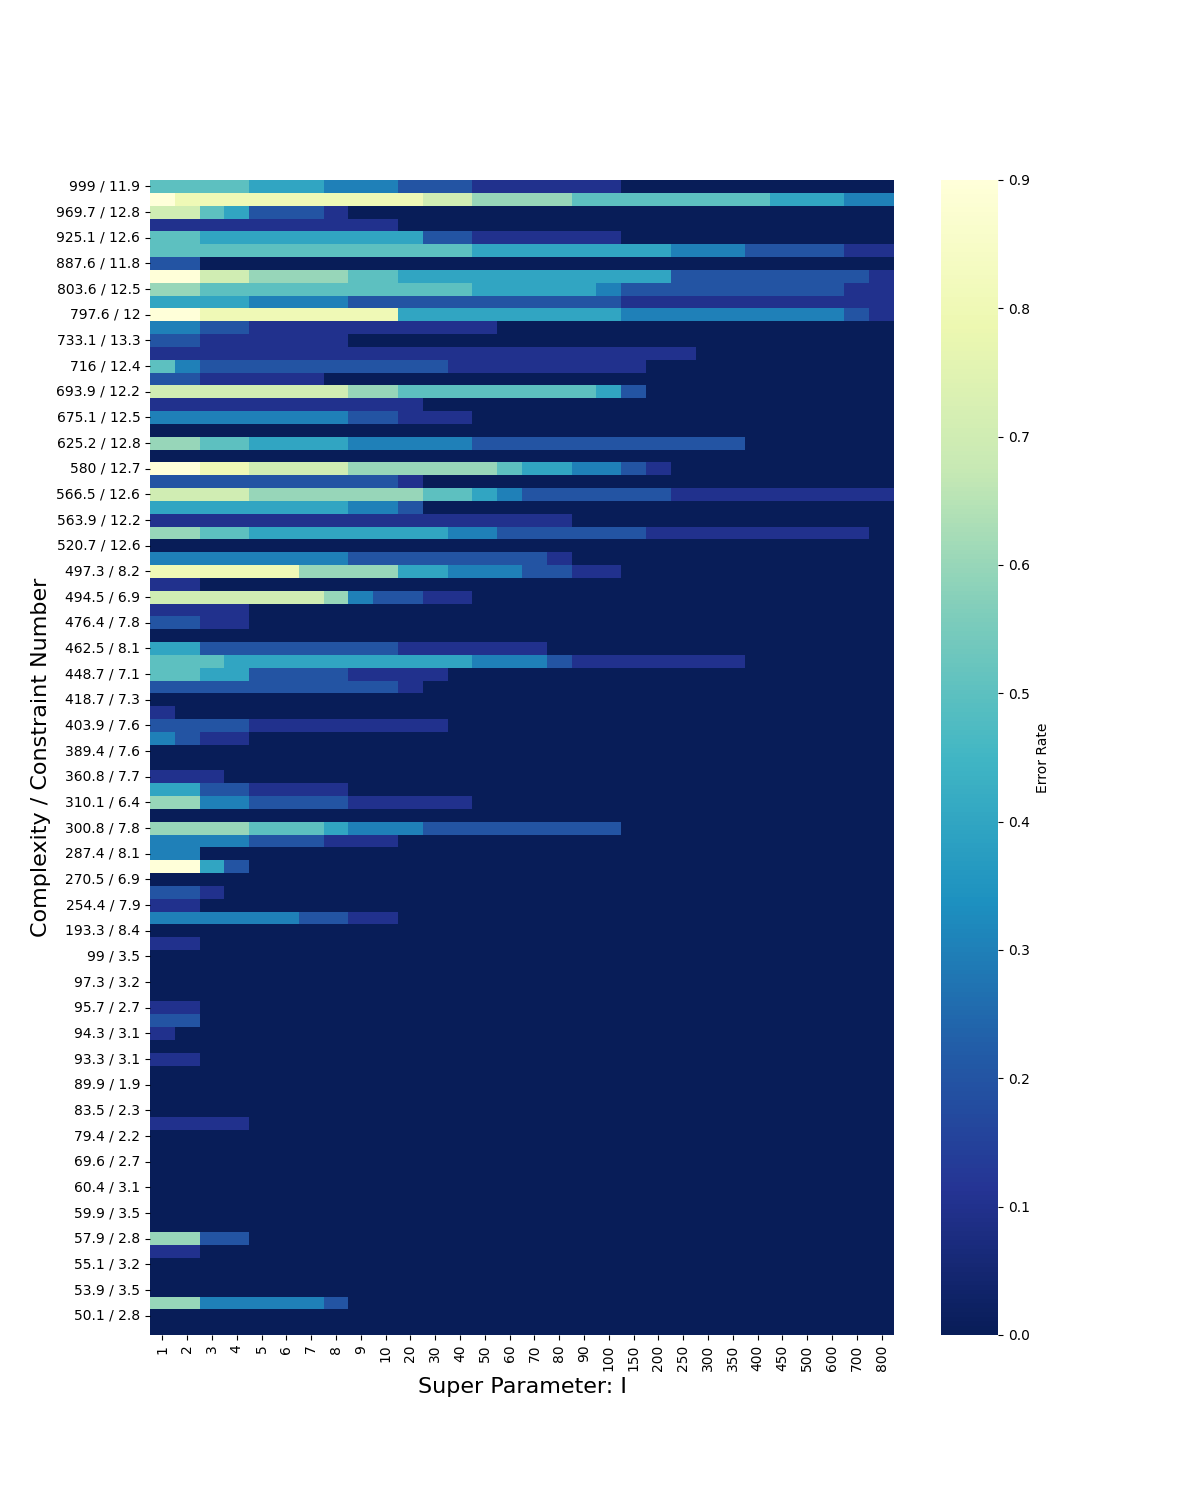 999 / 11.9
969.7 / 12.8
925.1 / 12.6
887.6 / 11.8
803.6 / 12.5
797.6 / 12
733.1 / 13.3
716 / 12.4
693.9 / 12.2
675.1 / 12.5
625.2 / 12.8
580 / 12.7
566.5 / 12.6
563.9 / 12.2
520.7 / 12.6
497.3 / 8.2
494.5 / 6.9
476.4 / 7.8
462.5 / 8.1
448.7 / 7.1
418.7 / 7.3
403.9 / 7.6
389.4 / 7.6
360.8 / 7.7
310.1 / 6.4
300.8 / 7.8
287.4 / 8.1
270.5 / 6.9
254.4 / 7.9
193.3 / 8.4
99 / 3.5
97.3 / 3.2
95.7 / 2.7
94.3 / 3.1
93.3 / 3.1
89.9 / 1.9
83.5 / 2.3
79.4 / 2.2
69.6 / 2.7
60.4 / 3.1
59.9 / 3.5
57.9 / 2.8
55.1 / 3.2
53.9 / 3.5
50.1 / 2.8
Complexity / Constraint Number
1 2 3 4 5 6 7 8 9 10 20 30 40 50 60 70 80 90 100 150 200 250 300 350 400 450 500 600 700 800
Super Parameter: I
0.9
0.8
0.7
0.6
0.5
0.4
0.3
0.2
0.1
0.0
Error Rate